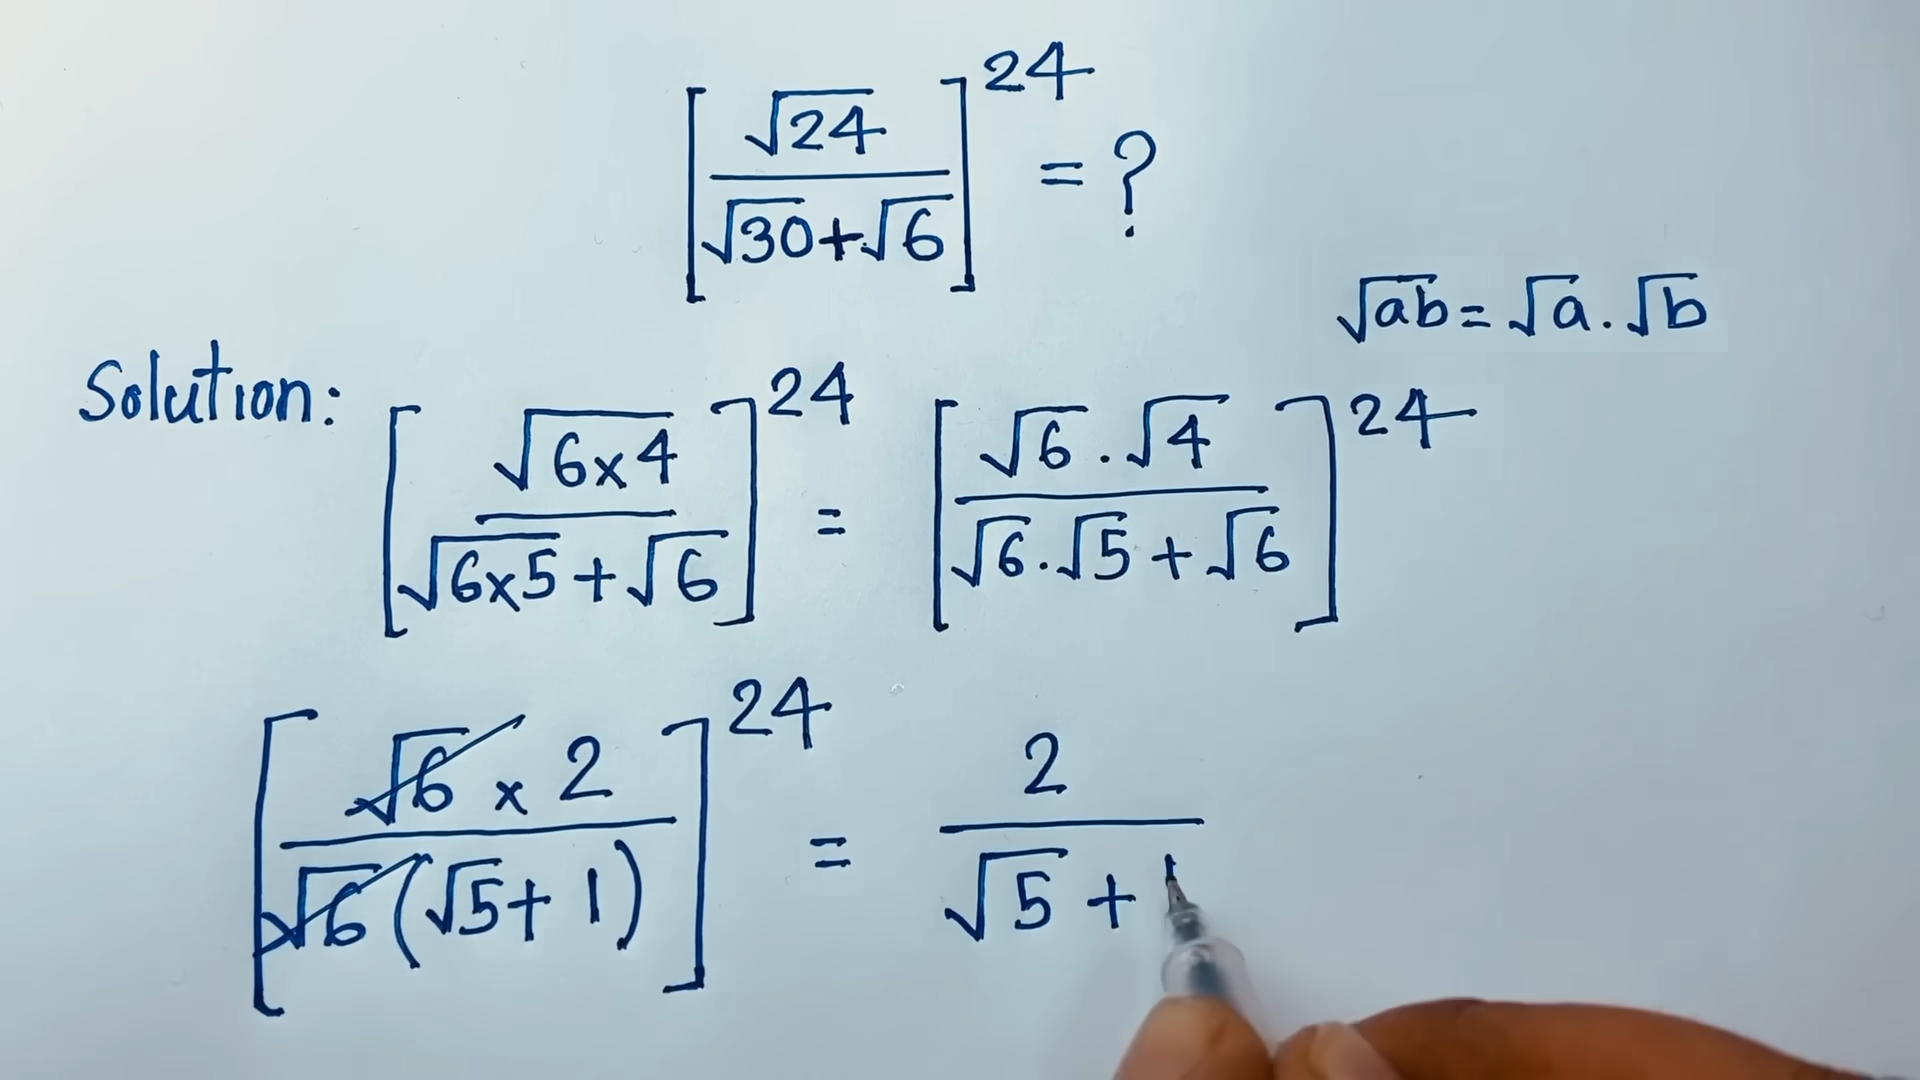 [√24 / (√30+√6)]^24 = ?
√ab = √a . √b
Solution: [√(6x4) / (√(6x5) + √6)]^24 = [√6 . √4 / (√6 . √5 + √6)]^24
[√6 x 2 / √6(√5 + 1)]^24 = 2 / (√5 + 1